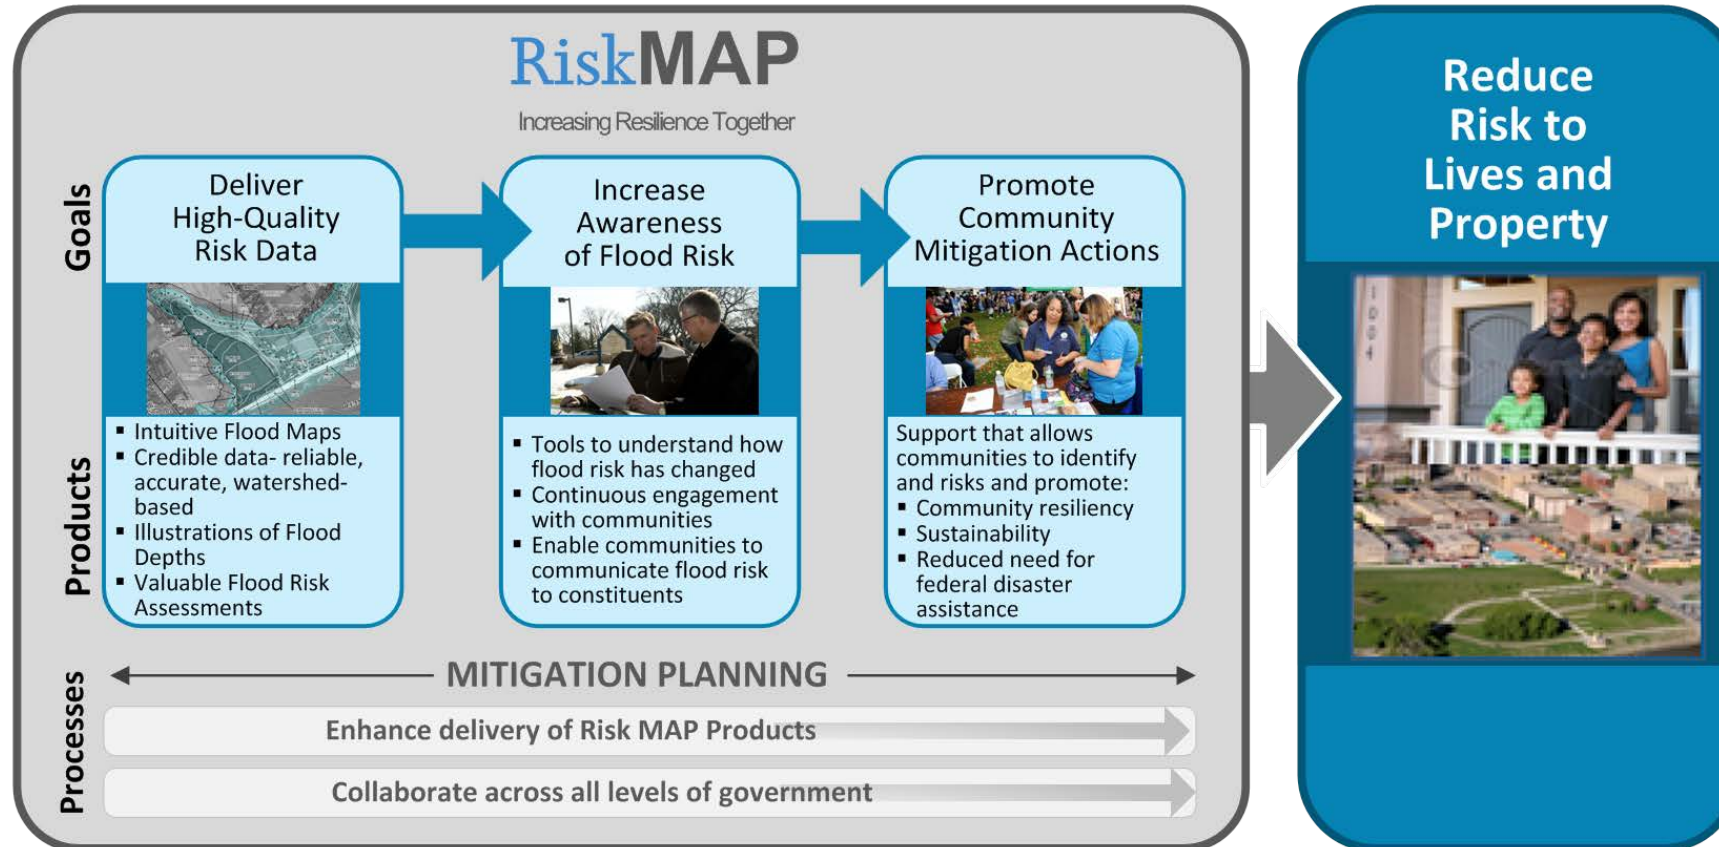 RiskMAP
Increasing Resilience Together
Goals
Deliver
High-Quality
Risk Data
Increase
Awareness
of Flood Risk
Promote
Community
Mitigation Actions
Products
▪ Intuitive Flood Maps
▪ Credible data- reliable,
accurate, watershed-
based
▪ Illustrations of Flood
Depths
▪ Valuable Flood Risk
Assessments
▪ Tools to understand how
flood risk has changed
▪ Continuous engagement
with communities
▪ Enable communities to
communicate flood risk
to constituents
Support that allows
communities to identify
and risks and promote:
▪ Community resiliency
▪ Sustainability
▪ Reduced need for
federal disaster
assistance
Processes
MITIGATION PLANNING
Enhance delivery of Risk MAP Products
Collaborate across all levels of government
Reduce
Risk to
Lives and
Property
1004